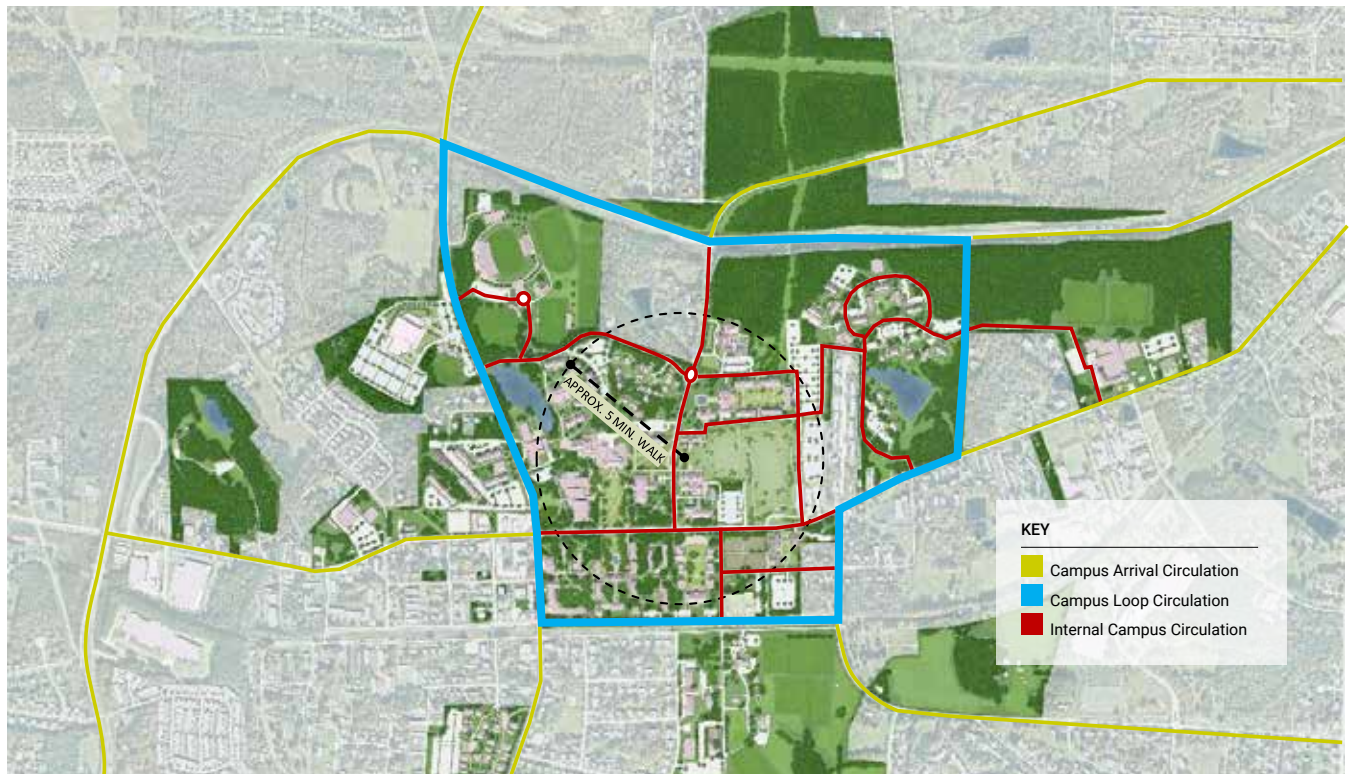 APPROX. 5 MIN. WALK
KEY
Campus Arrival Circulation
Campus Loop Circulation
Internal Campus Circulation